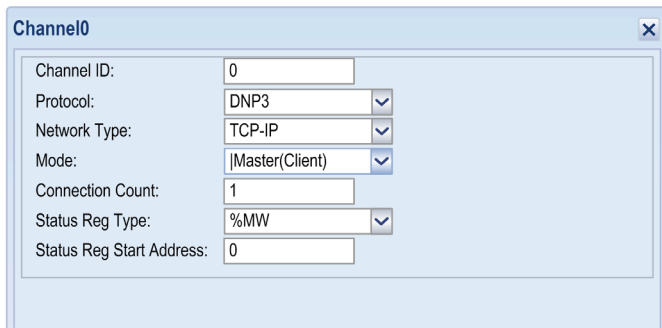 Channel0
Channel ID: 0
Protocol: DNP3
Network Type: TCP-IP
Mode: |Master(Client)
Connection Count: 1
Status Reg Type: %MW
Status Reg Start Address: 0